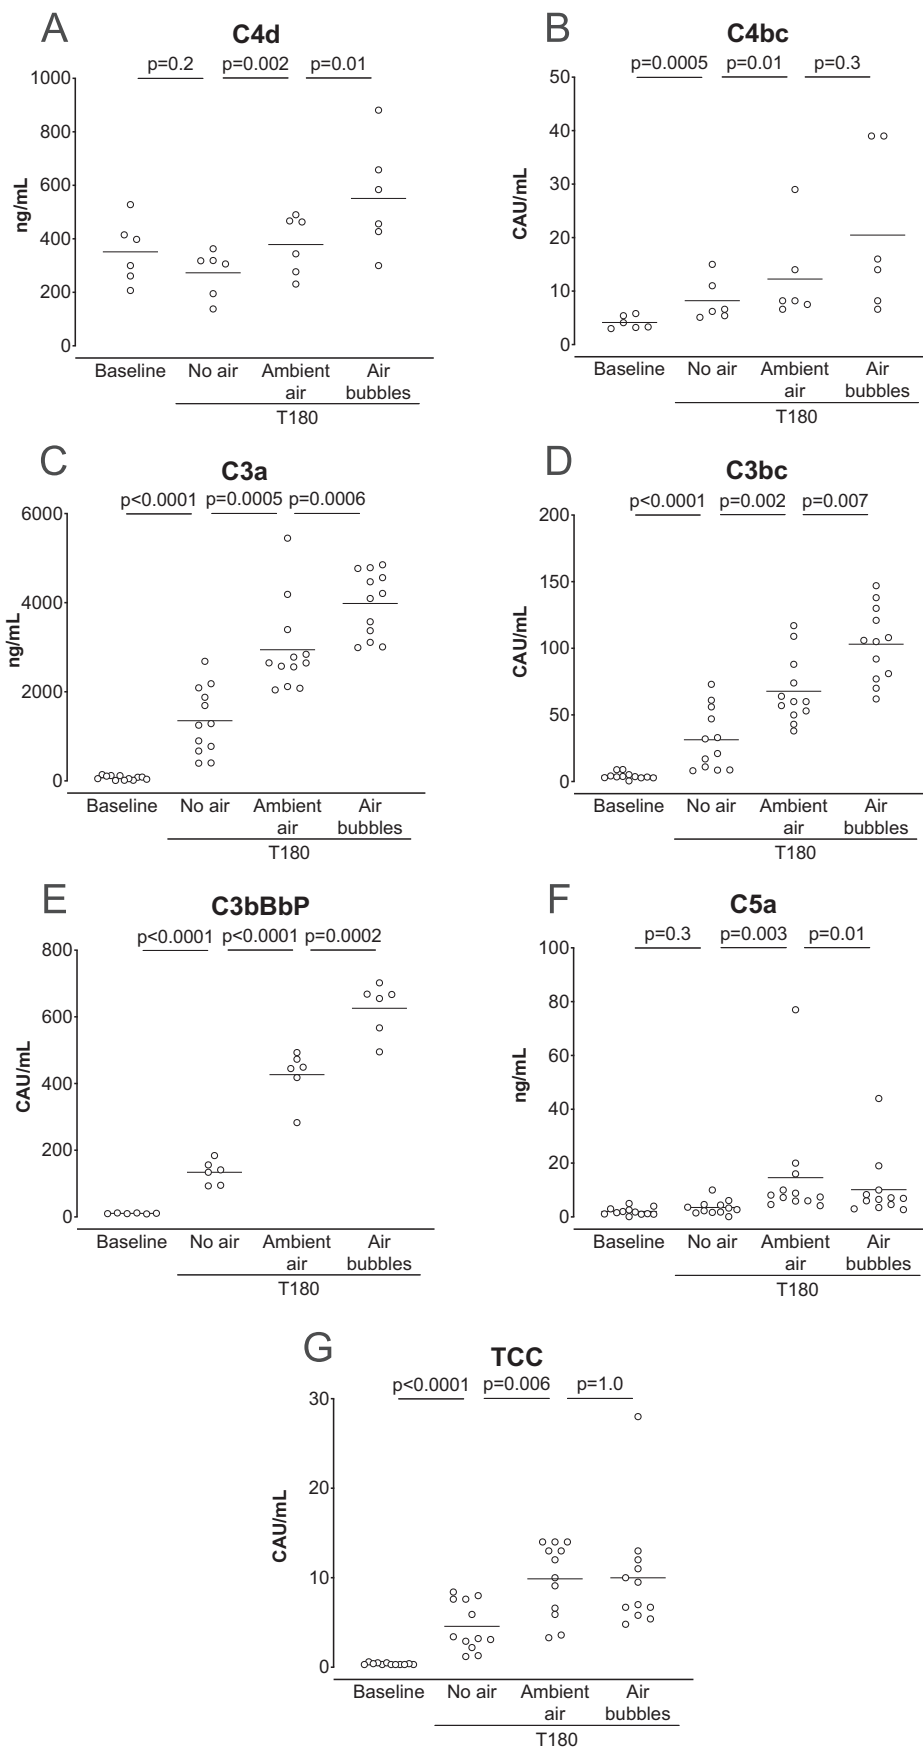 A
C4d
p=0.2 p=0.002 p=0.01
1000
800
600
400
200
0
ng/mL
Baseline No air Ambient air Air bubbles
T180
B
C4bc
p=0.0005 p=0.01 p=0.3
50
40
30
20
10
0
CAU/mL
Baseline No air Ambient air Air bubbles
T180
C
C3a
p<0.0001 p=0.0005 p=0.0006
6000
4000
2000
0
ng/mL
Baseline No air Ambient air Air bubbles
T180
D
C3bc
p<0.0001 p=0.002 p=0.007
200
150
100
50
0
CAU/mL
Baseline No air Ambient air Air bubbles
T180
E
C3bBbP
p<0.0001 p<0.0001 p=0.0002
800
600
400
200
0
CAU/mL
Baseline No air Ambient air Air bubbles
T180
F
C5a
p=0.3 p=0.003 p=0.01
100
80
60
40
20
0
ng/mL
Baseline No air Ambient air Air bubbles
T180
G
TCC
p<0.0001 p=0.006 p=1.0
30
20
10
0
CAU/mL
Baseline No air Ambient air Air bubbles
T180